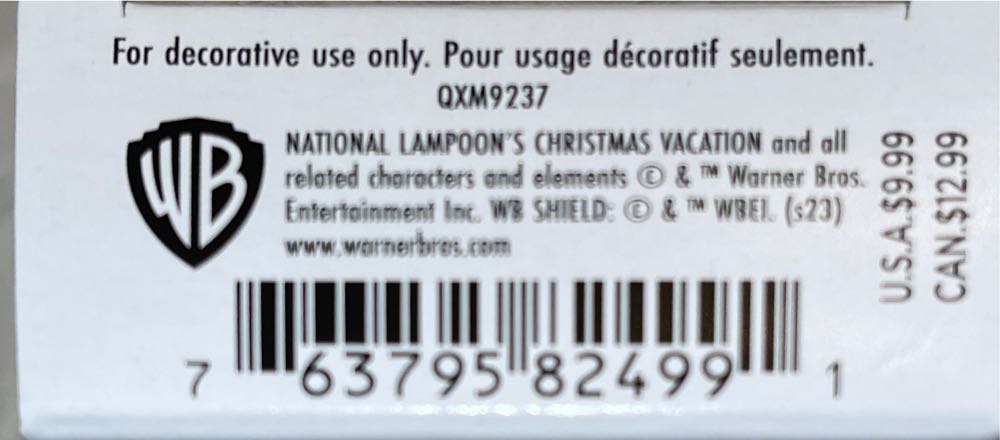 For decorative use only. Pour usage décoratif seulement.
QXM9237
WB
NATIONAL LAMPOON'S CHRISTMAS VACATION and all
related characters and elements © & ™ Warner Bros.
Entertainment Inc. WB SHIELD: © & ™ WBEI. (s23)
www.warnerbros.com
U.S.A.$9.99
CAN.$12.99
7 63795 82499 1